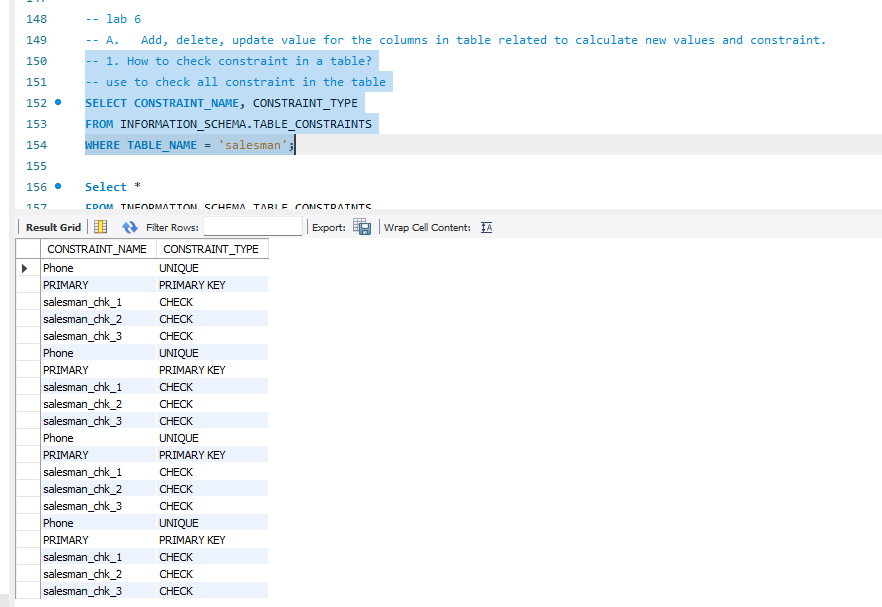 148 -- lab 6
149 -- A. Add, delete, update value for the columns in table related to calculate new values and constraint.
150 -- 1. How to check constraint in a table?
151 -- use to check all constraint in the table
152 SELECT CONSTRAINT_NAME, CONSTRAINT_TYPE
153 FROM INFORMATION_SCHEMA.TABLE_CONSTRAINTS
154 WHERE TABLE_NAME = 'salesman';
155
156 Select *
157 FROM INFORMATION_SCHEMA.TABLE_CONSTRAINTS
Result Grid Filter Rows: Export: Wrap Cell Content:
CONSTRAINT_NAME CONSTRAINT_TYPE
Phone UNIQUE
PRIMARY PRIMARY KEY
salesman_chk_1 CHECK
salesman_chk_2 CHECK
salesman_chk_3 CHECK
Phone UNIQUE
PRIMARY PRIMARY KEY
salesman_chk_1 CHECK
salesman_chk_2 CHECK
salesman_chk_3 CHECK
Phone UNIQUE
PRIMARY PRIMARY KEY
salesman_chk_1 CHECK
salesman_chk_2 CHECK
salesman_chk_3 CHECK
Phone UNIQUE
PRIMARY PRIMARY KEY
salesman_chk_1 CHECK
salesman_chk_2 CHECK
salesman_chk_3 CHECK